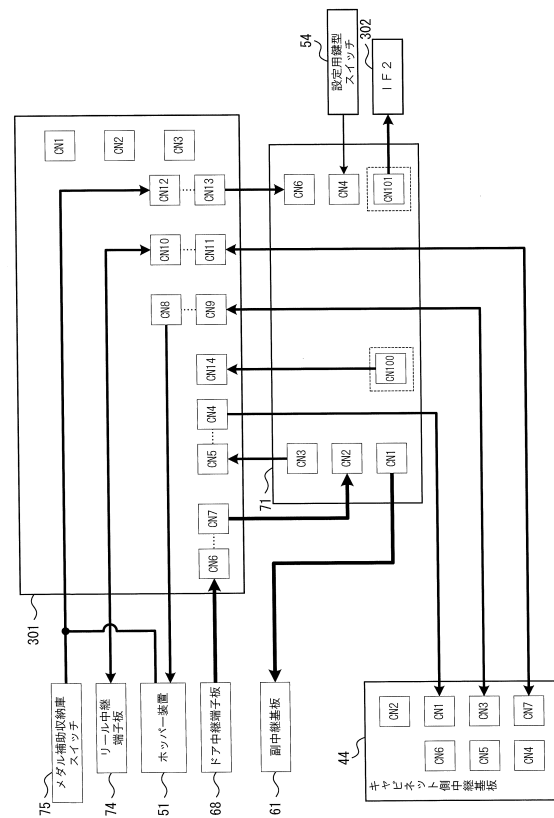 メダル補助収納庫
スイッチ
75
リール中継
端子板
74
ホッパー装置
51
ドア中継端子板
68
副中継基板
61
キャビネット側中継基板
44
CN2
CN6
CN1
CN5
CN3
CN4
CN7
301
CN1
CN2
CN3
CN12
CN13
CN10
CN11
CN8
CN9
CN14
CN4
CN5
CN7
CN6
71
CN3
CN2
CN1
CN100
CN6
CN4
CN101
設定用鍵型
スイッチ
54
IF2
302